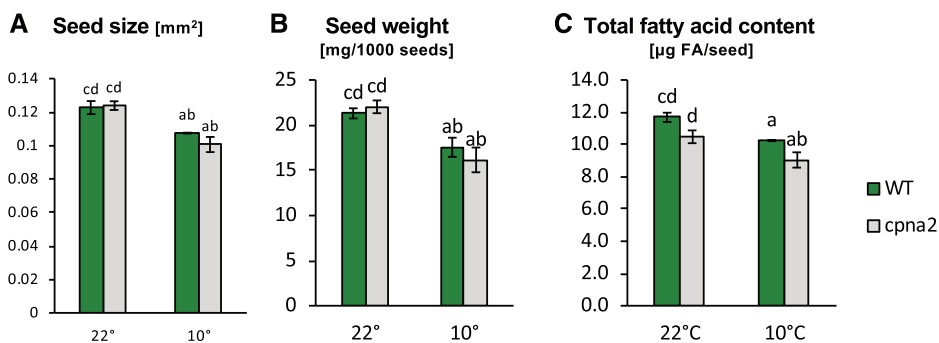 A Seed size [mm²]
0.14
0.12
0.1
0.08
0.06
0.04
0.02
0
cd cd
ab
ab
22° 10°
B Seed weight
[mg/1000 seeds]
25
20
15
10
5
0
cd cd
ab
ab
22° 10°
C Total fatty acid content
[µg FA/seed]
14.0
12.0
10.0
8.0
6.0
4.0
2.0
0.0
cd
d
a
ab
22°C 10°C
WT
cpna2